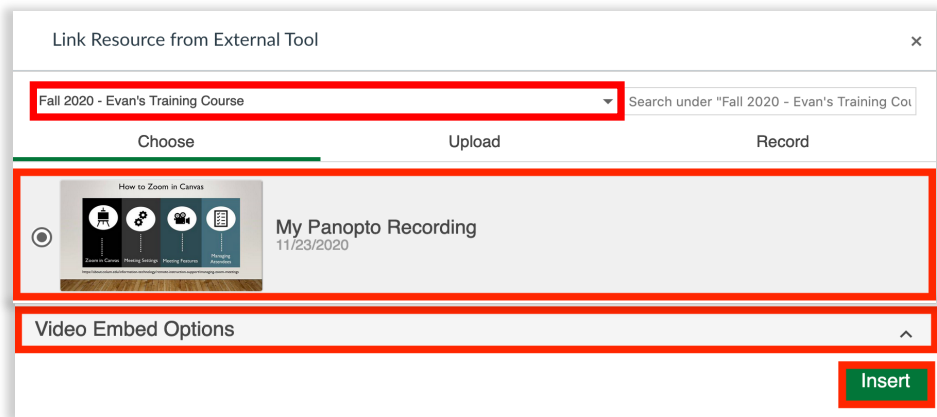 Link Resource from External Tool
×
Fall 2020 - Evan's Training Course
Search under "Fall 2020 - Evan's Training Cou
Choose Upload Record
How to Zoom in Canvas
Zoom in Canvas Meeting Settings Meeting Features Managing Attendees
My Panopto Recording
11/23/2020
Video Embed Options
Insert